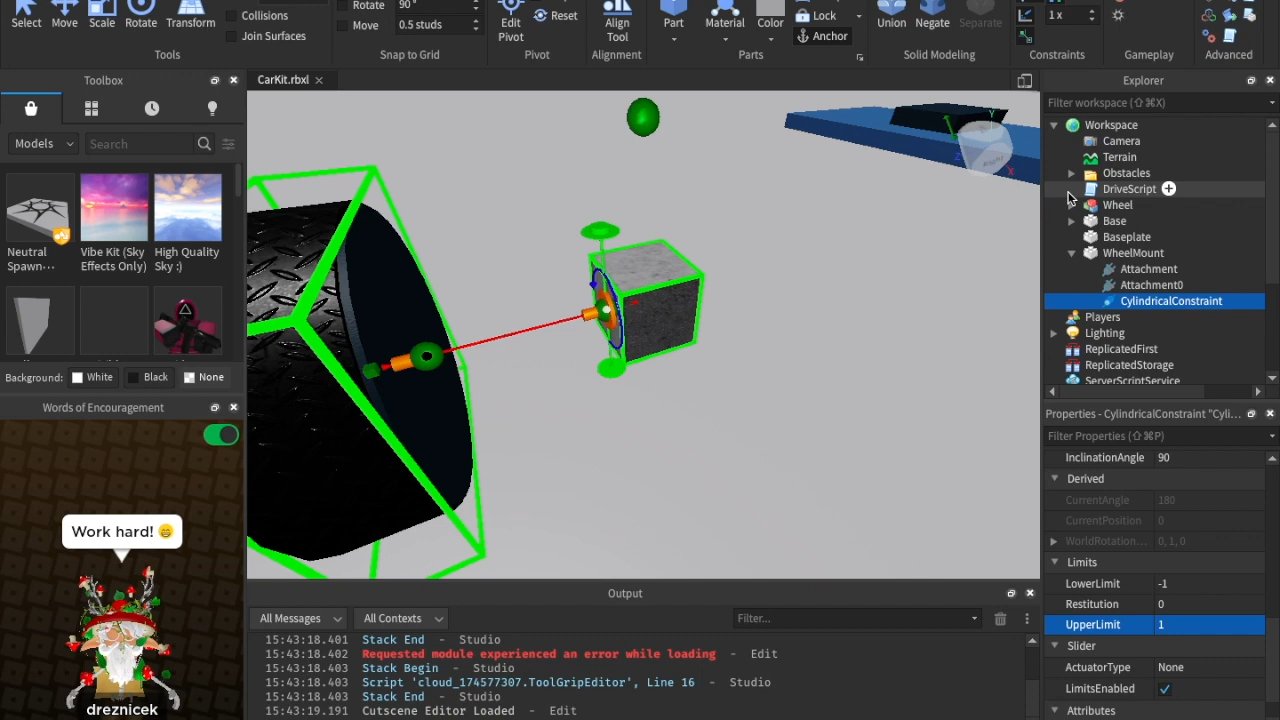 Select
Move
Scale
Rotate
Transform
Collisions
Join Surfaces
Tools
Rotate
90 °
Move
0.5 studs
Snap to Grid
Edit Pivot
Reset
Pivot
Align Tool
Alignment
Part
Material
Color
Lock
Anchor
Parts
Union
Negate
Separate
Solid Modeling
1 x
Constraints
Gameplay
Advanced
Toolbox
Models
Search
Neutral Spawn···
Vibe Kit (Sky Effects Only)
High Quality Sky :)
Background:
White
Black
None
Words of Encouragement
Work hard! 😄
dreznicek
CarKit.rbxl
Y
X
Output
All Messages
All Contexts
Filter...
15:43:18.401 Stack End - Studio
15:43:18.402 Requested module experienced an error while loading - Edit
15:43:18.403 Stack Begin - Studio
15:43:18.403 Script 'cloud_174577307.ToolGripEditor', Line 16 - Studio
15:43:18.403 Stack End - Studio
15:43:19.191 Cutscene Editor Loaded - Edit
Explorer
Filter workspace (⇧⌘X)
Workspace
Camera
Terrain
Obstacles
DriveScript
Wheel
Base
Baseplate
WheelMount
Attachment
Attachment0
CylindricalConstraint
Players
Lighting
ReplicatedFirst
ReplicatedStorage
ServerScriptService
Properties - CylindricalConstraint "Cyli...
Filter Properties (⇧⌘P)
InclinationAngle 90
Derived
CurrentAngle 180
CurrentPosition 0
WorldRotation... 0, 1, 0
Limits
LowerLimit -1
Restitution 0
UpperLimit 1
Slider
ActuatorType None
LimitsEnabled
Attributes